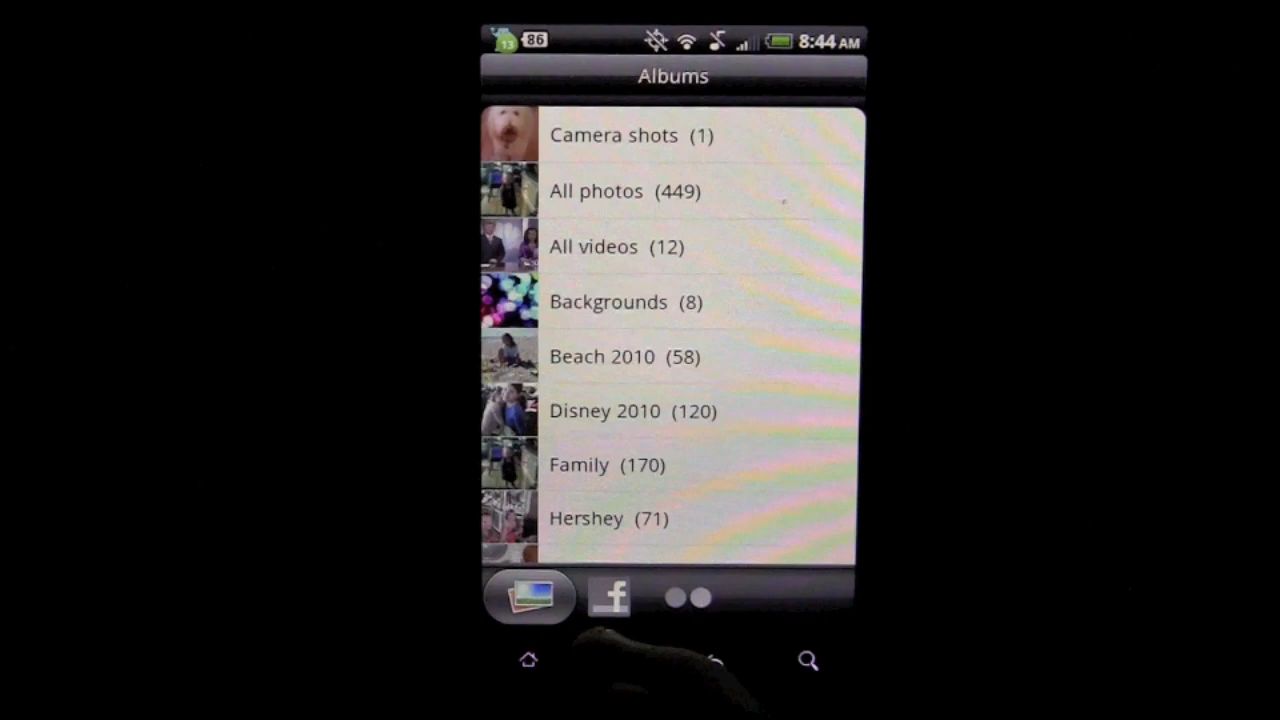 13 86 8:44 AM
Albums
Camera shots (1)
All photos (449)
All videos (12)
Backgrounds (8)
Beach 2010 (58)
Disney 2010 (120)
Family (170)
Hershey (71)
f